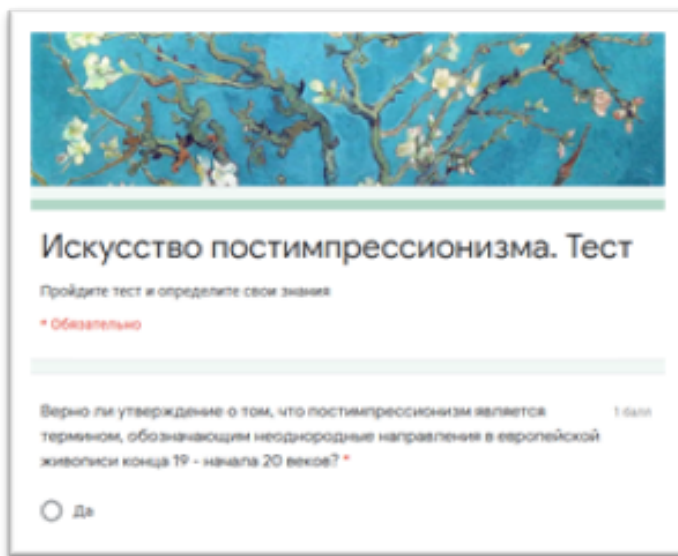 Искусство постимпрессионизма. Тест
Пройдите тест и определите свои знания
* Обязательно
Верно ли утверждение о том, что постимпрессионизм является 1 балл
термином, обозначающим неоднородные направления в европейской
живописи конца 19 - начала 20 веков? *
Да